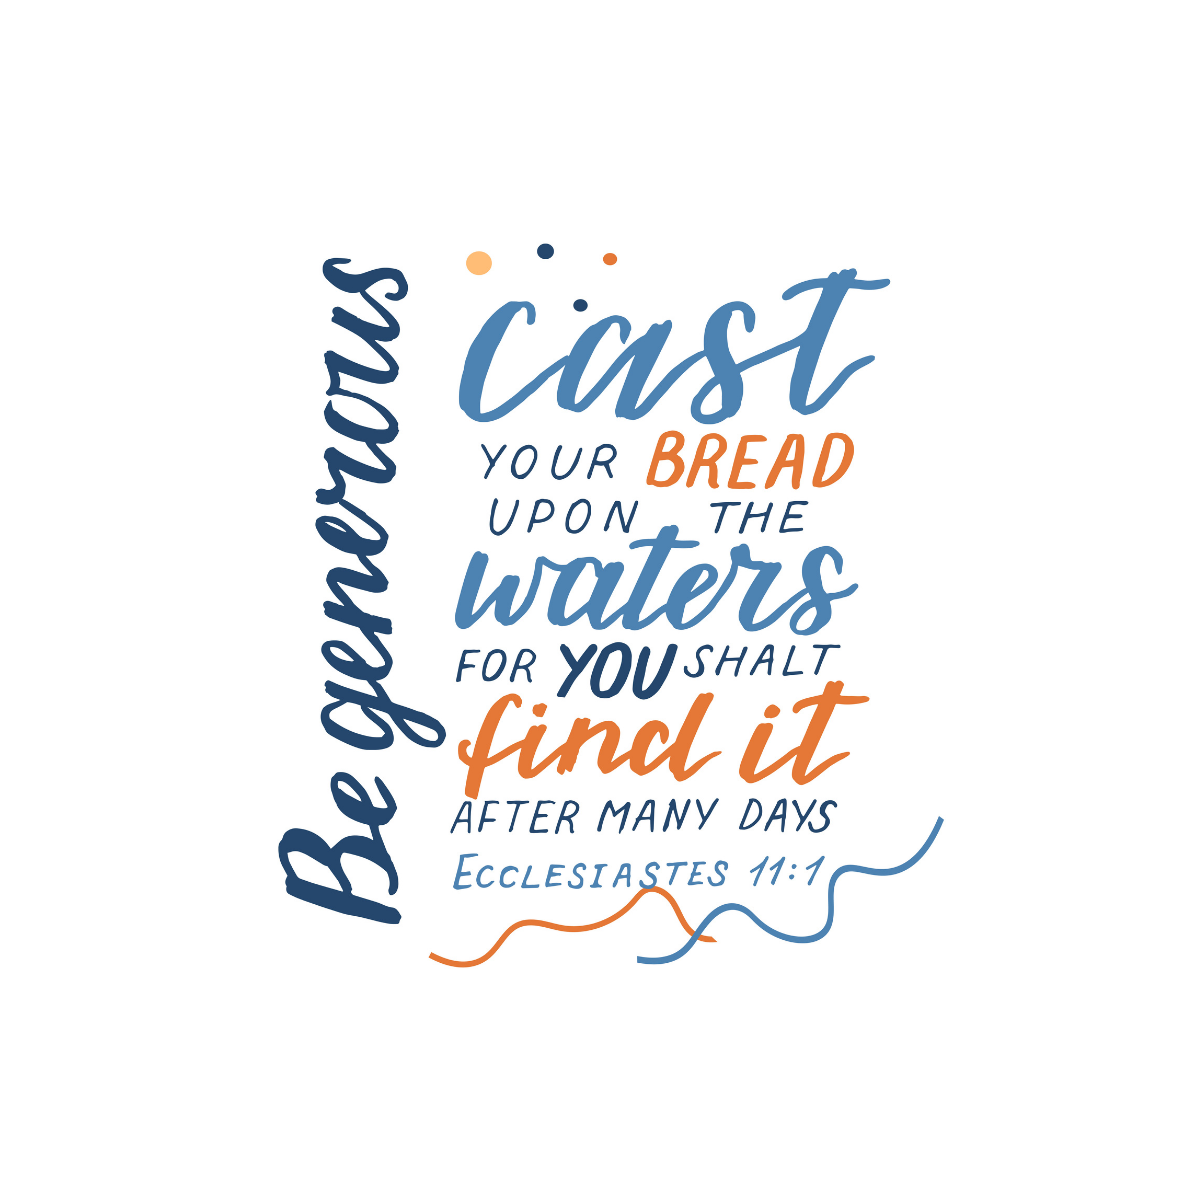 Be generous
cast
YOUR BREAD
UPON THE
waters
FOR YOU SHALT
find it
AFTER MANY DAYS
ECCLESIASTES 11:1